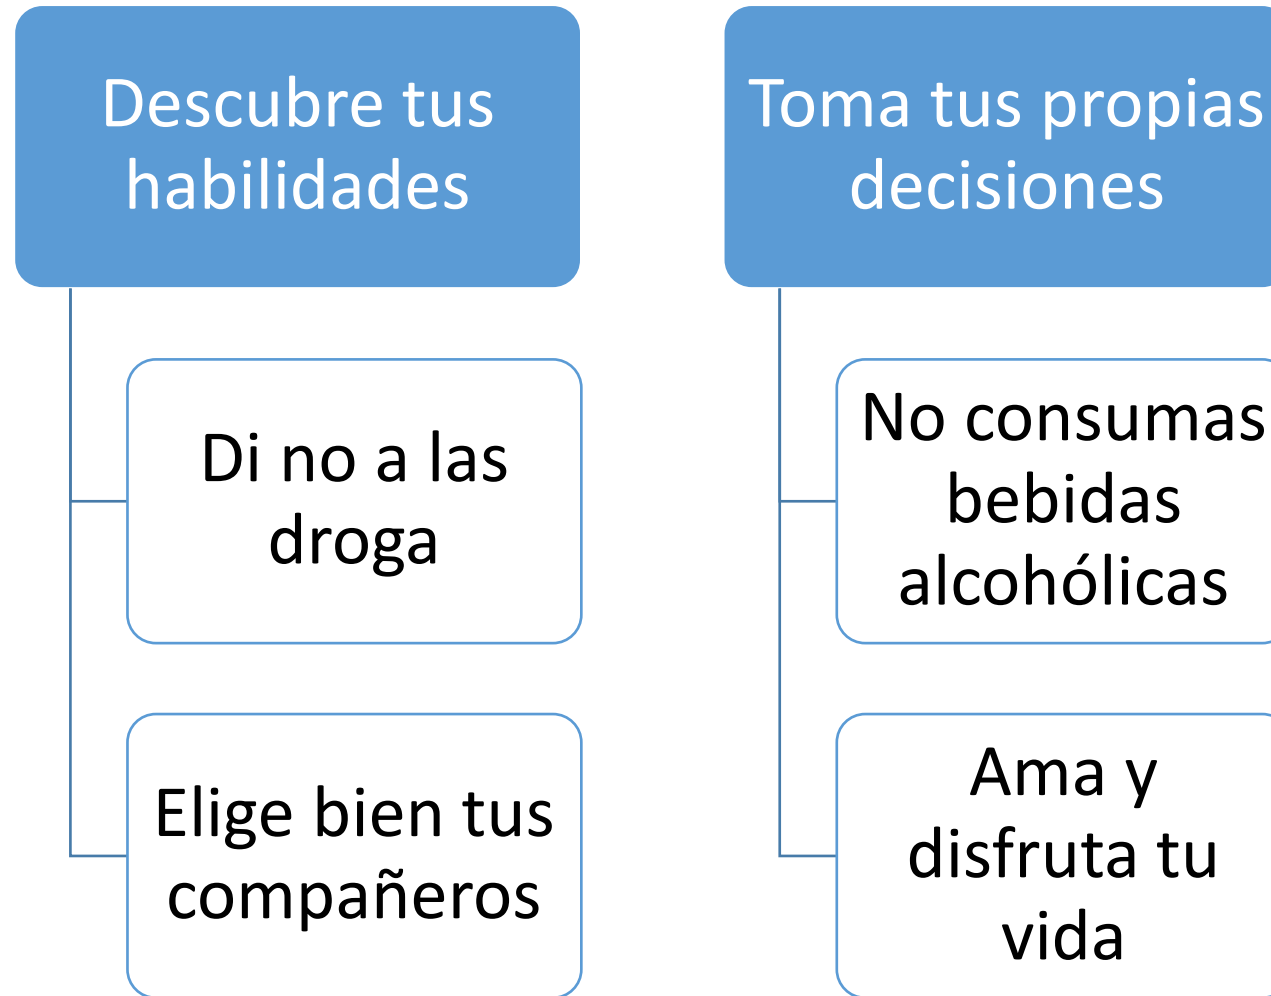 Descubre tus
habilidades
Di no a las
droga
Elige bien tus
compañeros
Toma tus propias
decisiones
No consumas
bebidas
alcohólicas
Ama y
disfruta tu
vida